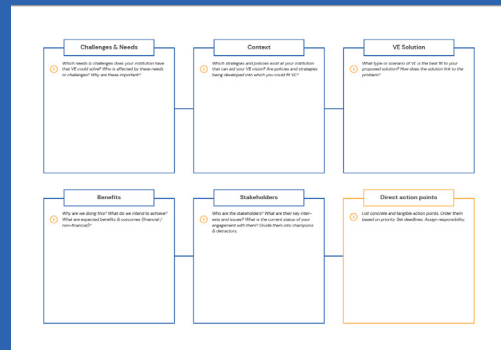 Challenges & Needs
Which needs & challenges does your institution have
that VE could solve? Who is affected by these needs
or challenges? Why are these important?
Context
Which strategies and policies exist at your institution
that can aid your VE vision? Are policies and strategies
being developed into which you could fit VE?
VE Solution
What type or scenario of VE is the best fit to your
proposed solution? How does the solution link to the
problem?
Benefits
Why are we doing this? What do we intend to achieve?
What are expected benefits & outcomes (financial /
non-financial)?
Stakeholders
Who are the stakeholders? What are their key inter-
ests and issues? What is the current status of your
engagement with them? Divide them into champions
& detractors.
Direct action points
List concrete and tangible action points. Order them
based on priority. Set deadlines. Assign responsibility.